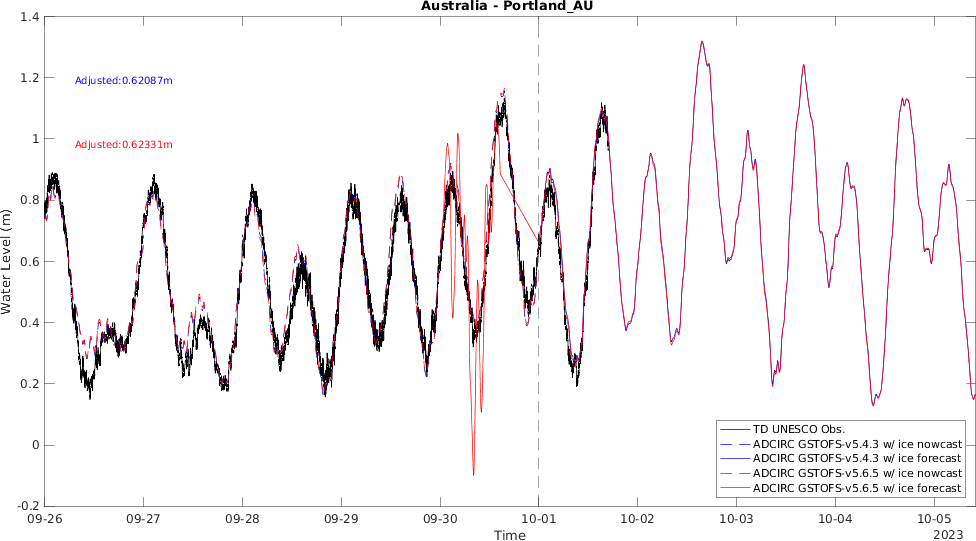 Australia - Portland_AU
1.4
1.2
1
0.8
0.6
0.4
0.2
0
-0.2
Water Level (m)
Adjusted:0.62087m
Adjusted:0.62331m
TD UNESCO Obs.
ADCIRC GSTOFS-v5.4.3 w/ ice nowcast
ADCIRC GSTOFS-v5.4.3 w/ ice forecast
ADCIRC GSTOFS-v5.6.5 w/ ice nowcast
ADCIRC GSTOFS-v5.6.5 w/ ice forecast
09-26 09-27 09-28 09-29 09-30 10-01 10-02 10-03 10-04 10-05
Time
2023